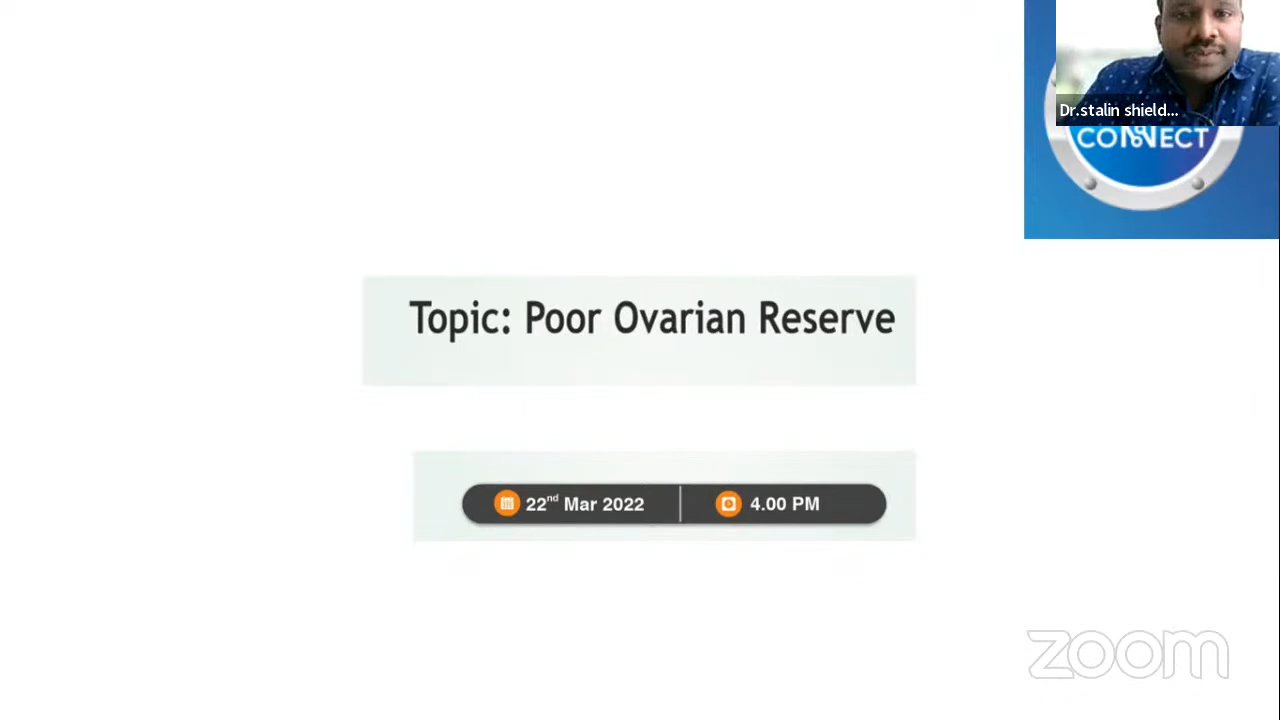 Dr.stalin shield...
CONNECT
Topic: Poor Ovarian Reserve
22nd Mar 2022
4.00 PM
zoom